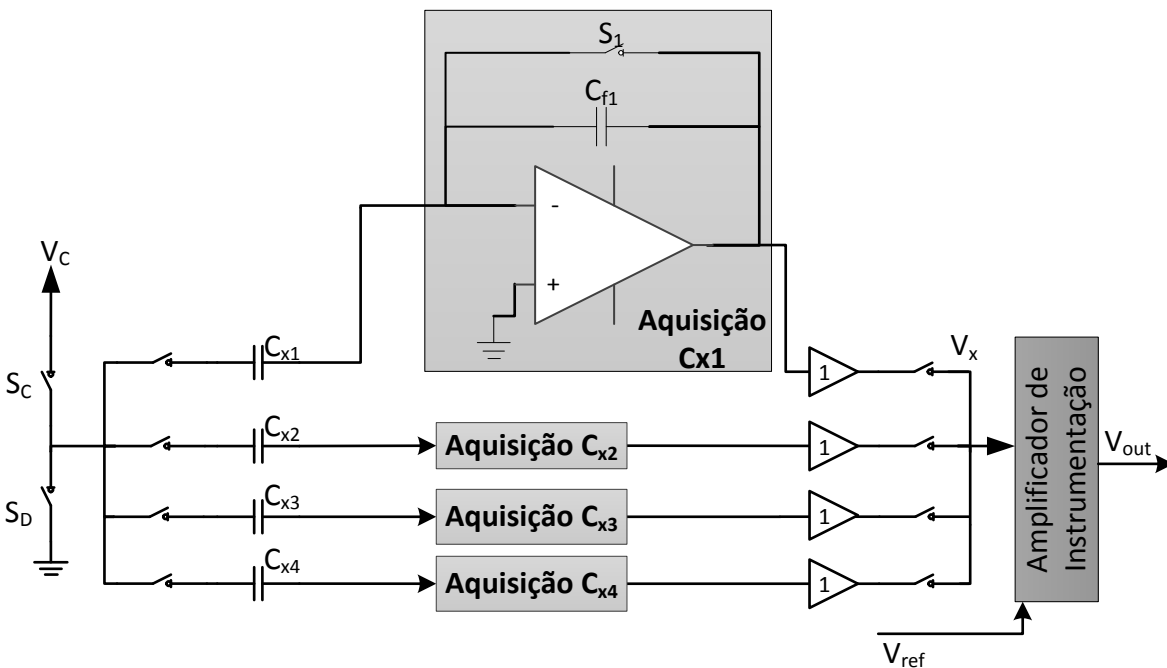 S1
Cf1
-
+
Aquisição
Cx1
VC
SC
SD
Cx1
Cx2
Cx3
Cx4
Aquisição Cx2
Aquisição Cx3
Aquisição Cx4
1
1
1
1
Vx
Amplificador de
Instrumentação
Vout
Vref